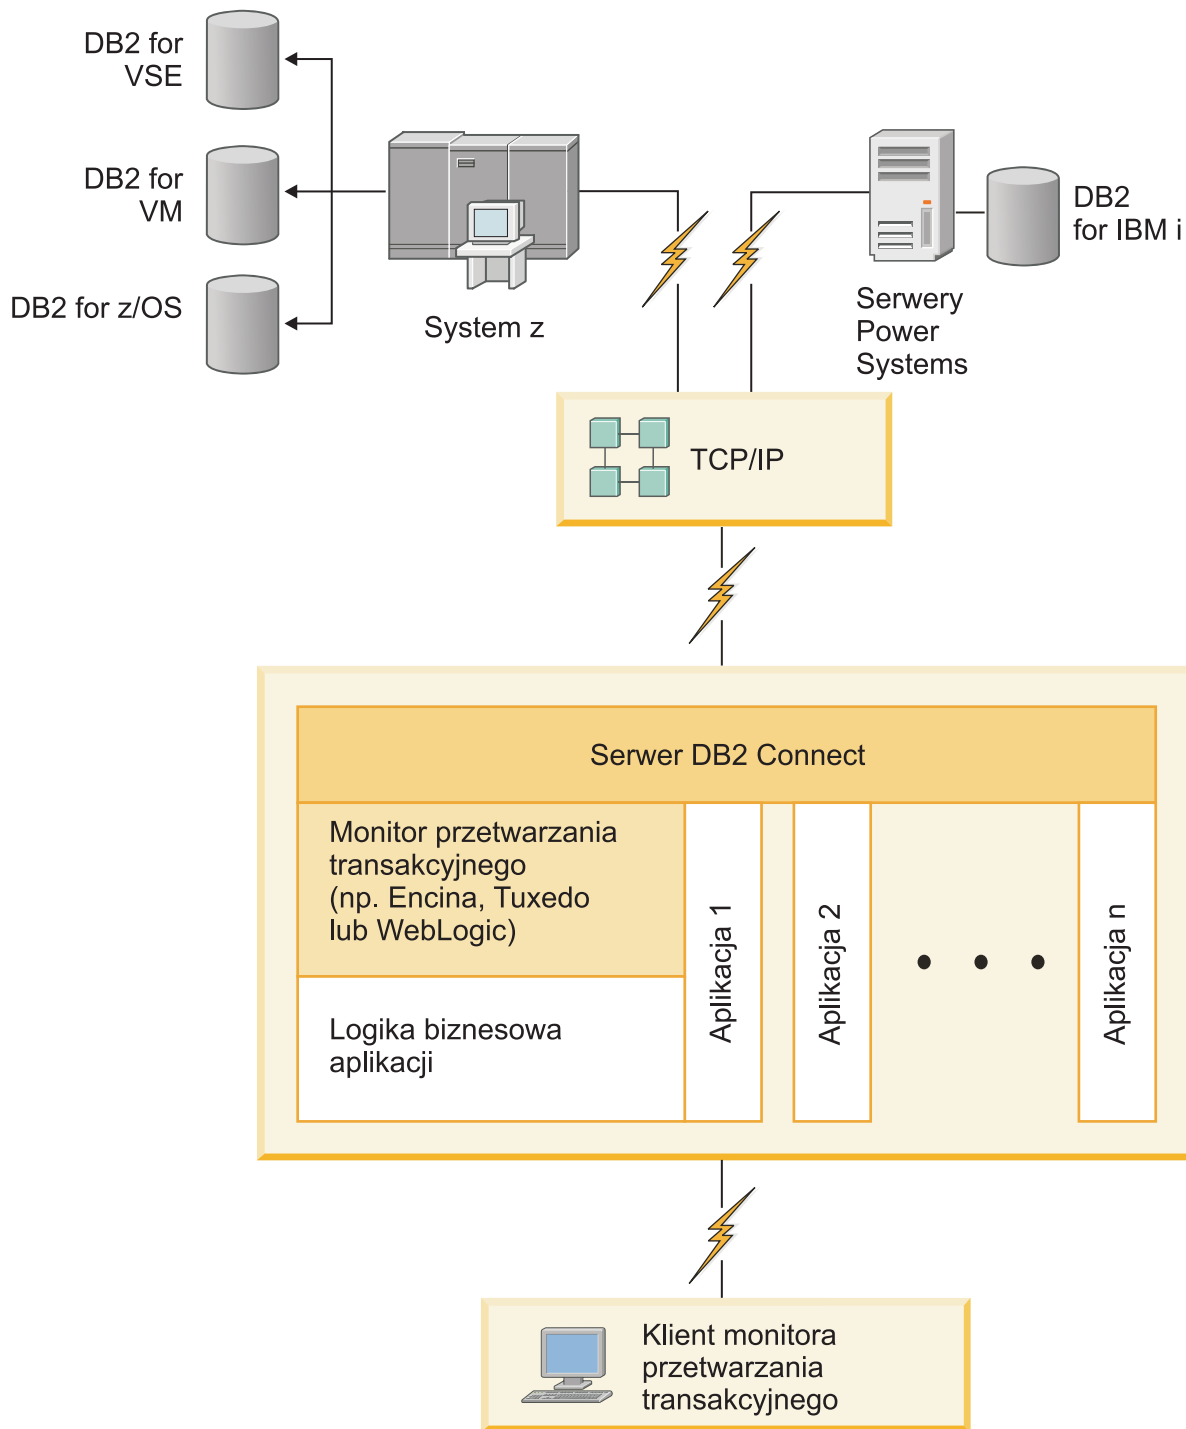 DB2 for
VSE
DB2 for
VM
DB2 for z/OS
System z
DB2
for IBM i
Serwery
Power
Systems
TCP/IP
Serwer DB2 Connect
Monitor przetwarzania
transakcyjnego
(np. Encina, Tuxedo
lub WebLogic)
Logika biznesowa
aplikacji
Aplikacja 1
Aplikacja 2
Aplikacja n
Klient monitora
przetwarzania
transakcyjnego